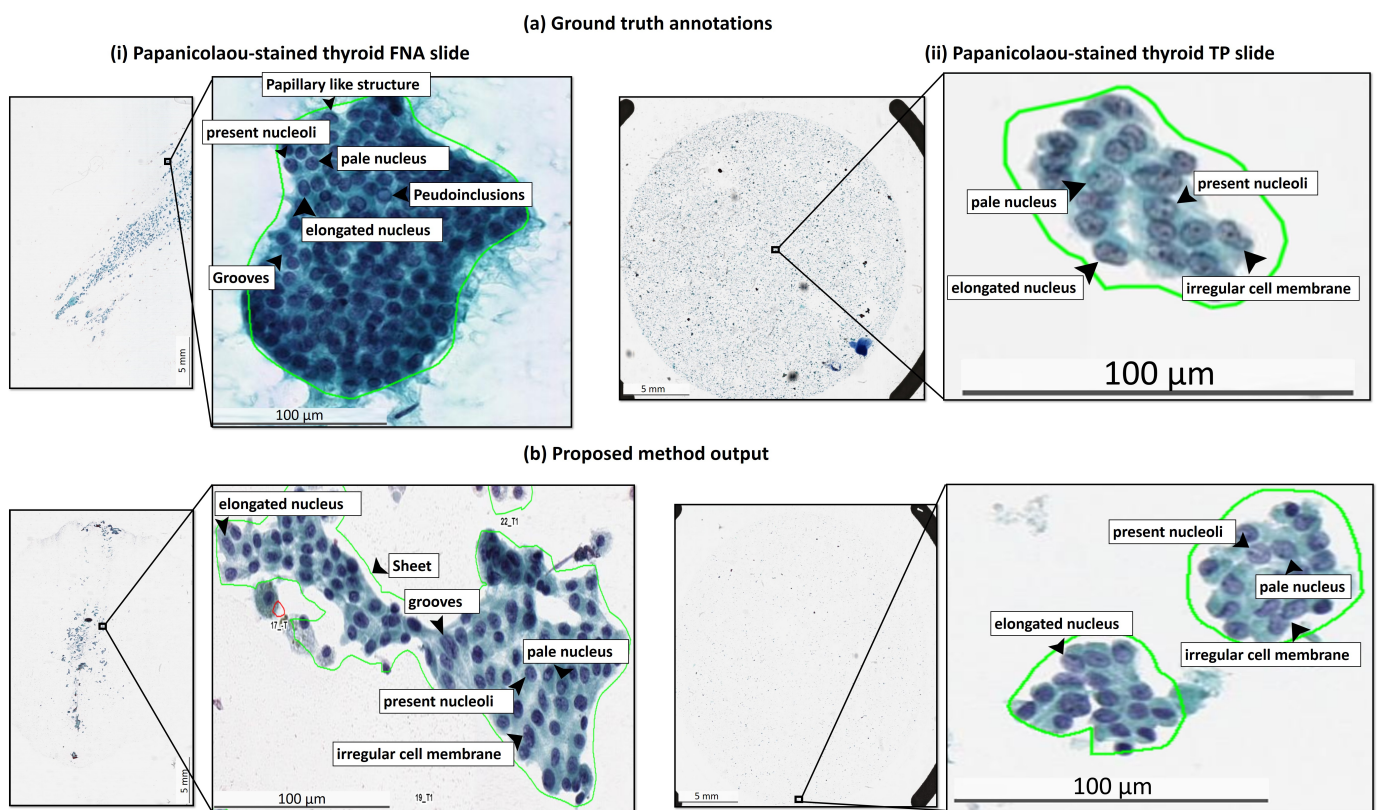 (a) Ground truth annotations
(i) Papanicolaou-stained thyroid FNA slide
(ii) Papanicolaou-stained thyroid TP slide
Papillary like structure
present nucleoli
pale nucleus
Peudoinclusions
elongated nucleus
Grooves
5 mm
100 µm
5 mm
present nucleoli
pale nucleus
elongated nucleus
irregular cell membrane
100 µm
(b) Proposed method output
elongated nucleus
22_T1
Sheet
grooves
17_-T
pale nucleus
present nucleoli
irregular cell membrane
5 mm
100 µm
19_T1
5 mm
present nucleoli
pale nucleus
elongated nucleus
irregular cell membrane
100 µm